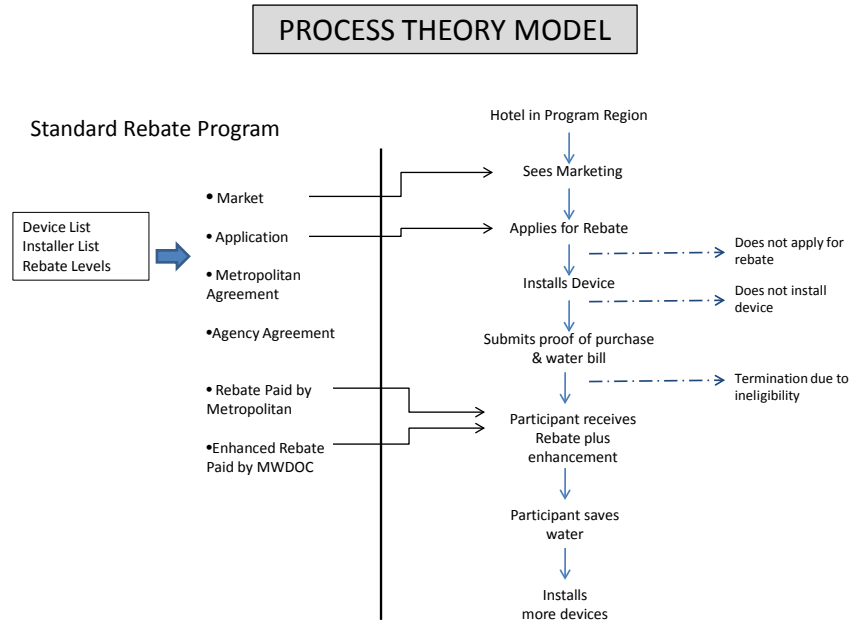 PROCESS THEORY MODEL
Standard Rebate Program
Device List
Installer List
Rebate Levels
• Market
• Application
• Metropolitan
Agreement
•Agency Agreement
• Rebate Paid by
Metropolitan
•Enhanced Rebate
Paid by MWDOC
Hotel in Program Region
Sees Marketing
Applies for Rebate
Installs Device
Submits proof of purchase
& water bill
Participant receives
Rebate plus
enhancement
Participant saves
water
Installs
more devices
Does not apply for
rebate
Does not install
device
Termination due to
ineligibility